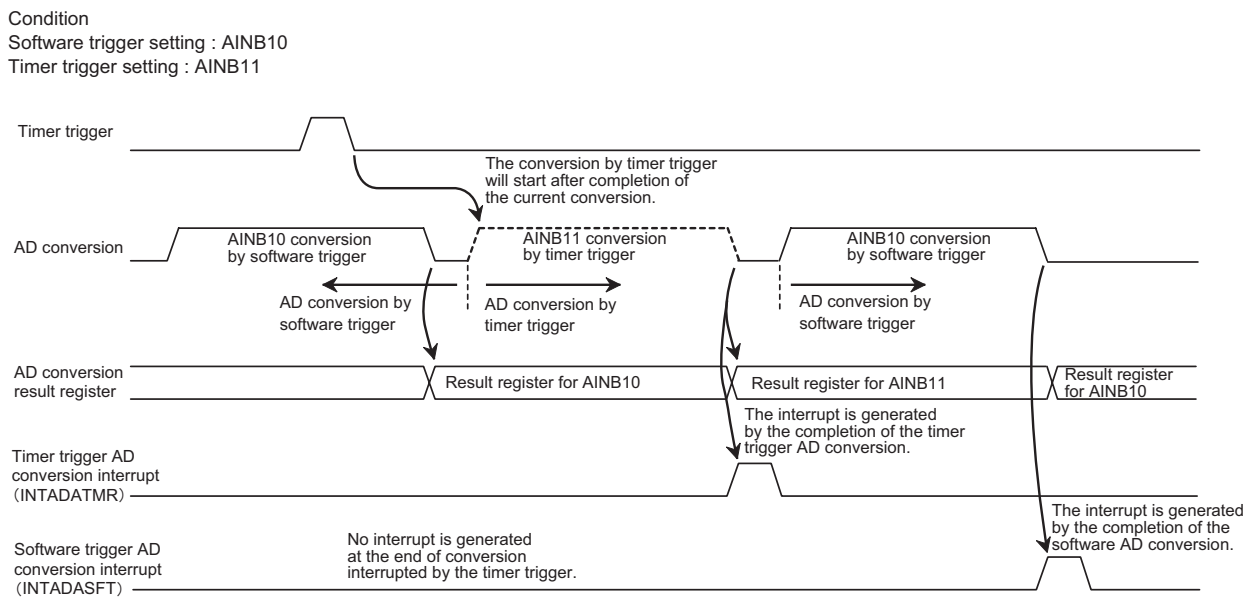 Condition
Software trigger setting : AINB10
Timer trigger setting : AINB11
Timer trigger
The conversion by timer trigger
will start after completion of
the current conversion.
AD conversion
AINB10 conversion
by software trigger
AINB11 conversion
by timer trigger
AINB10 conversion
by software trigger
AD conversion by
software trigger
AD conversion by
timer trigger
AD conversion by
software trigger
AD conversion
result register
Result register for AINB10
Result register for AINB11
Result register
for AINB10
The interrupt is generated
by the completion of the timer
trigger AD conversion.
Timer trigger AD
conversion interrupt
(INTADATMR)
The interrupt is generated
by the completion of the
software AD conversion.
No interrupt is generated
at the end of conversion
interrupted by the timer trigger.
Software trigger AD
conversion interrupt
(INTADASFT)